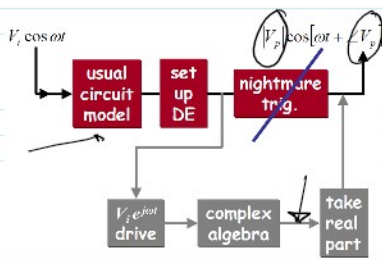 V_i cos ωt
|V_p| cos[ωt + ∠V_p]
usual
circuit
model
set
up
DE
nightmare
trig.
V_i e^{jωt}
drive
complex
algebra
take
real
part